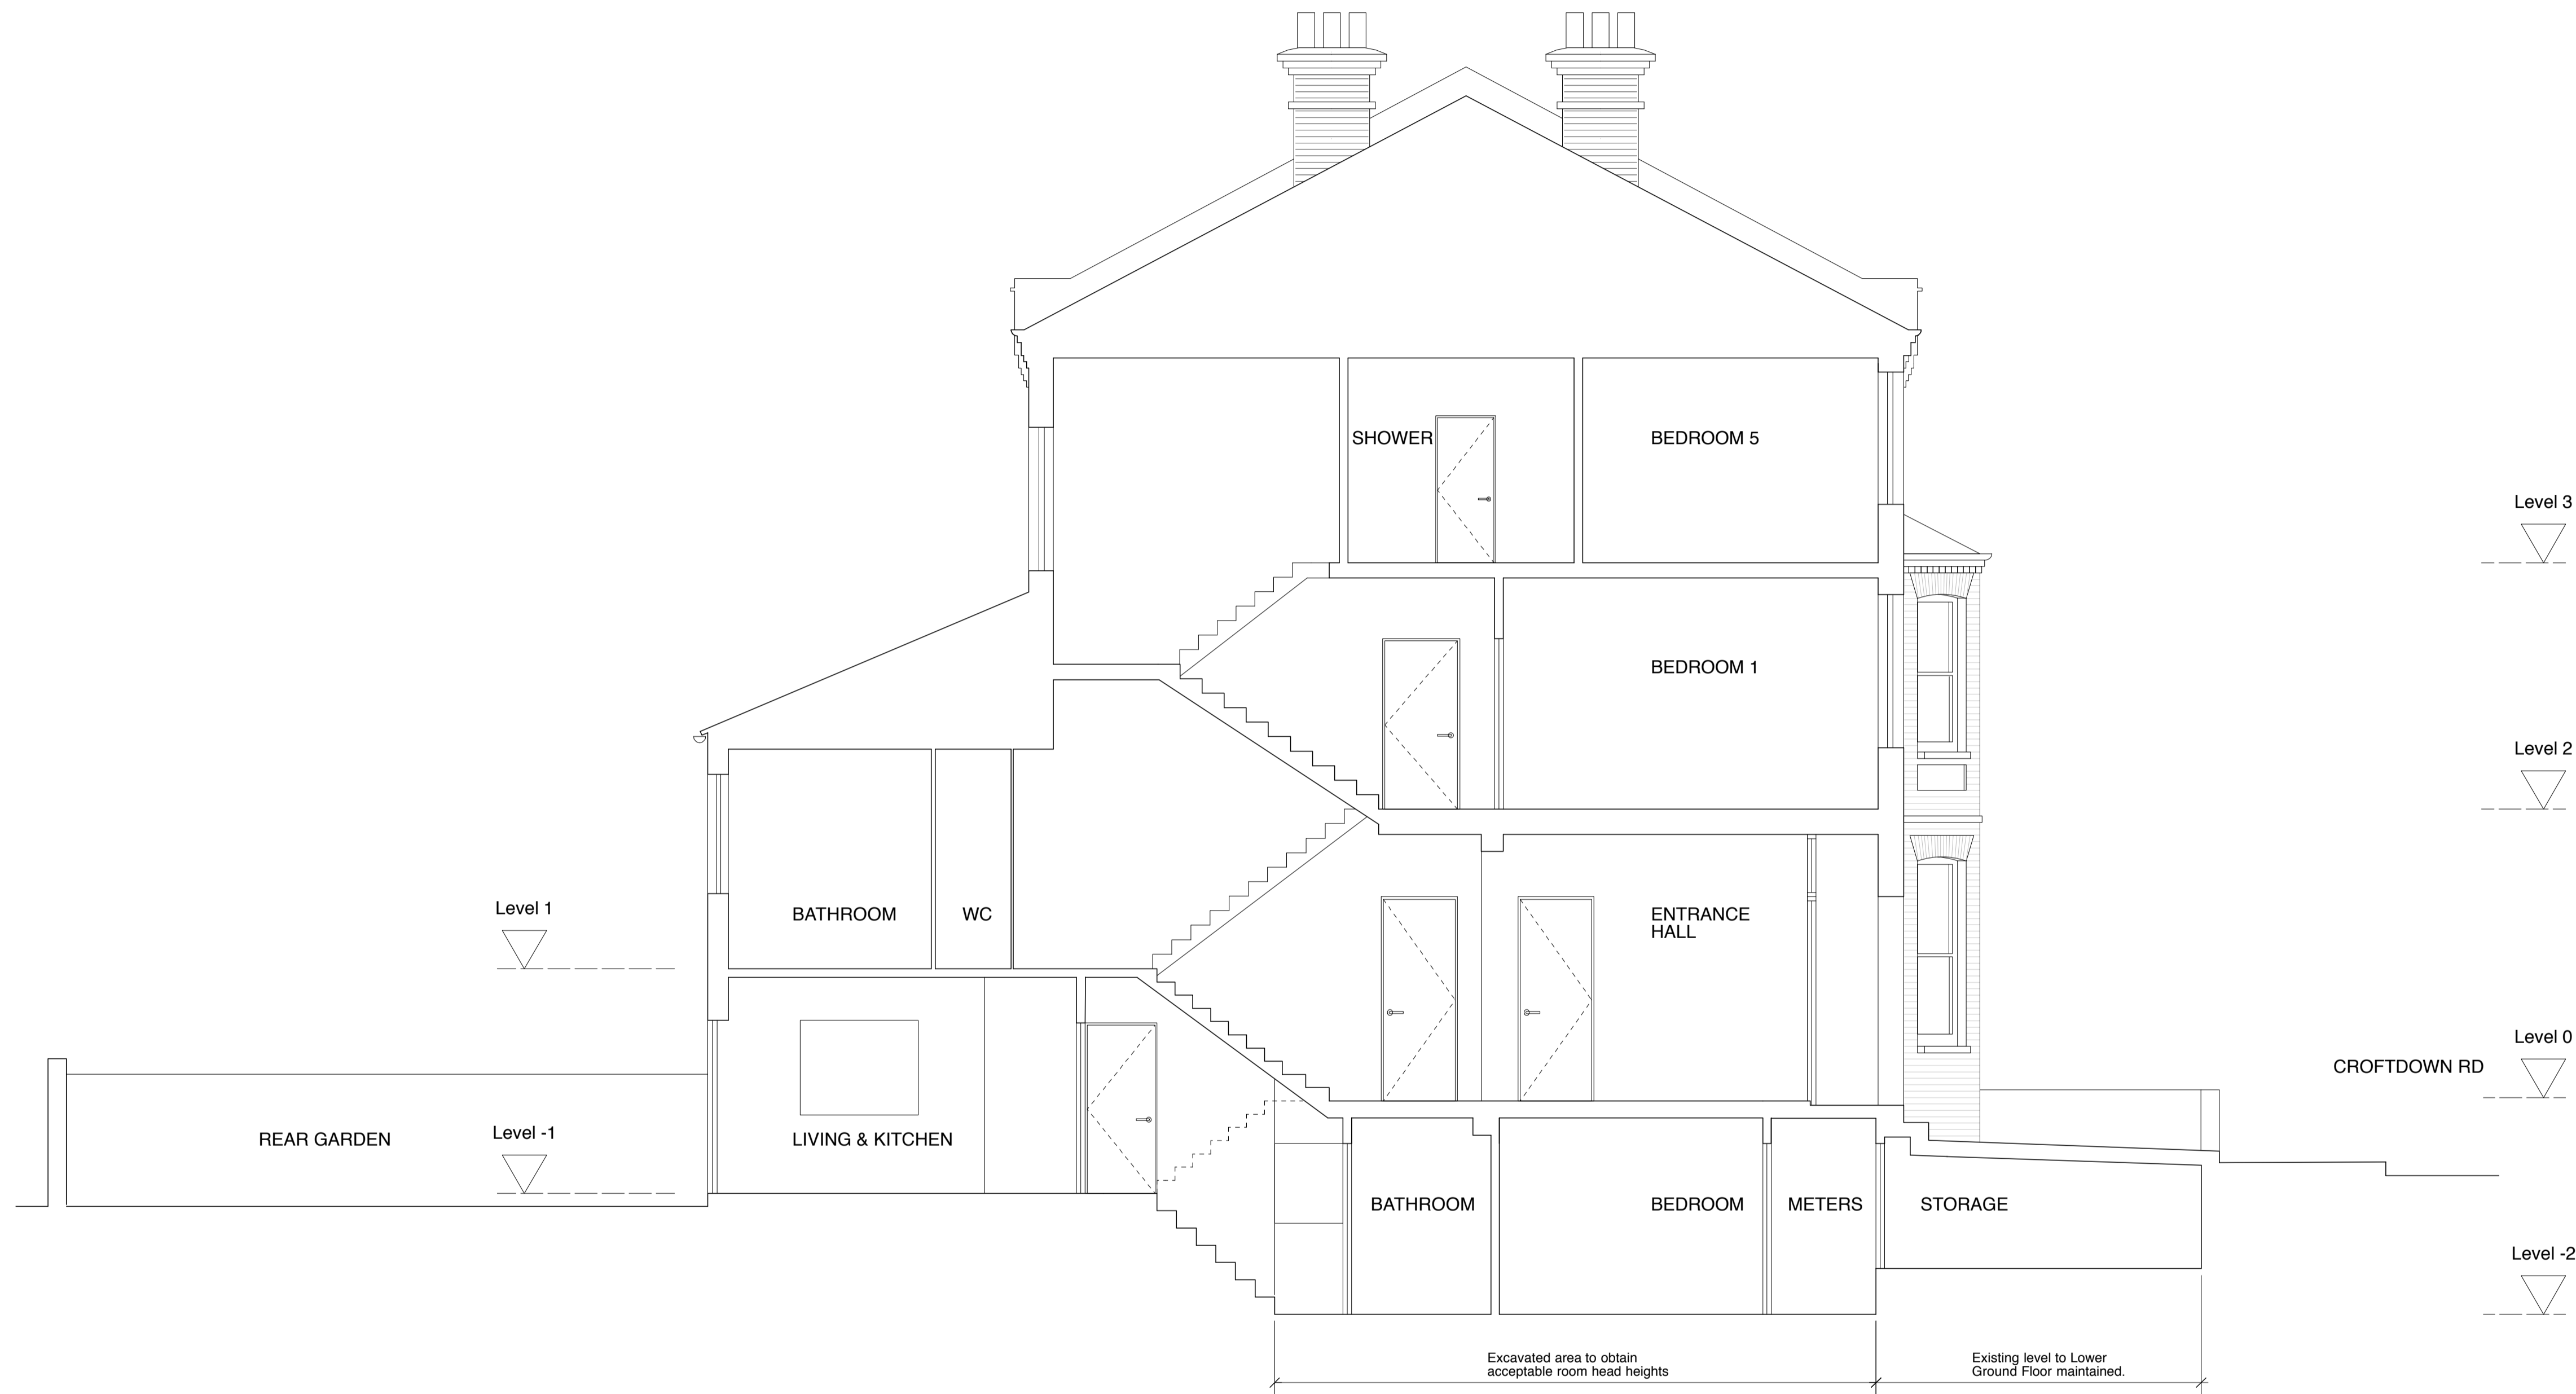 SHOWER
BEDROOM 5
Level 3
BEDROOM 1
Level 2
Level 1
BATHROOM
WC
ENTRANCE
HALL
Level 0
CROFTDOWN RD
REAR GARDEN
Level -1
LIVING & KITCHEN
BATHROOM
BEDROOM
METERS
STORAGE
Level -2
Excavated area to obtain
acceptable room head heights
Existing level to Lower
Ground Floor maintained.